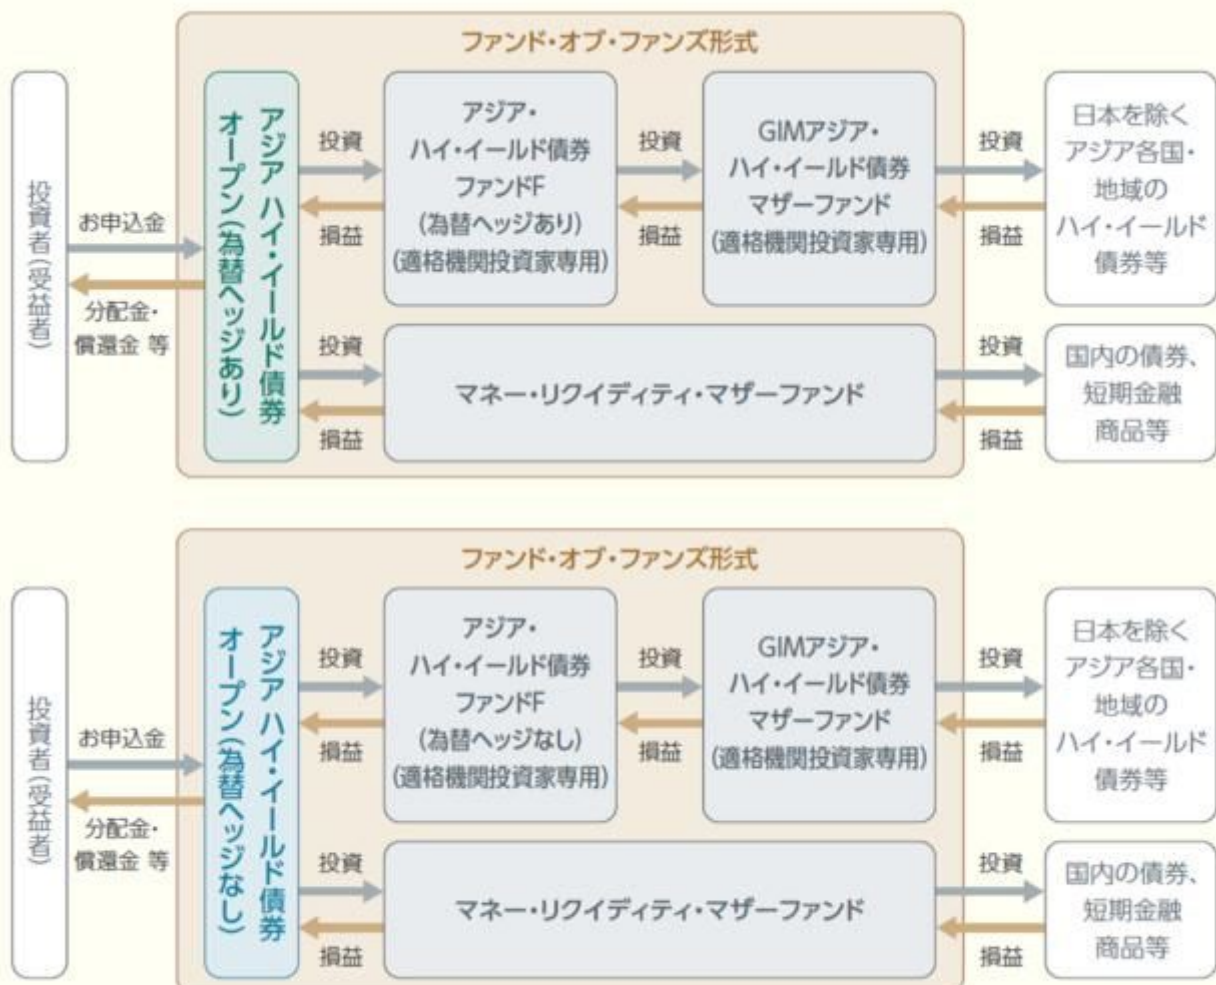 ファンド・オブ・ファンズ形式
投資者(受益者)
お申込金
分配金・
償還金 等
アジア ハイ・イールド債券
オープン(為替ヘッジあり)
投資
損益
アジア・
ハイ・イールド債券
ファンドF
(為替ヘッジあり)
(適格機関投資家専用)
投資
損益
GIMアジア・
ハイ・イールド債券
マザーファンド
(適格機関投資家専用)
投資
損益
日本を除く
アジア各国・
地域の
ハイ・イールド
債券等
投資
損益
マネー・リクイディティ・マザーファンド
投資
損益
国内の債券、
短期金融
商品等
ファンド・オブ・ファンズ形式
投資者(受益者)
お申込金
分配金・
償還金 等
アジア ハイ・イールド債券
オープン(為替ヘッジなし)
投資
損益
アジア・
ハイ・イールド債券
ファンドF
(為替ヘッジなし)
(適格機関投資家専用)
投資
損益
GIMアジア・
ハイ・イールド債券
マザーファンド
(適格機関投資家専用)
投資
損益
日本を除く
アジア各国・
地域の
ハイ・イールド
債券等
投資
損益
マネー・リクイディティ・マザーファンド
投資
損益
国内の債券、
短期金融
商品等